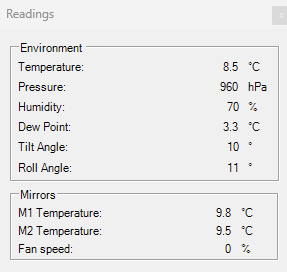 Readings
Environment
Temperature: 8.5 °C
Pressure: 960 hPa
Humidity: 70 %
Dew Point: 3.3 °C
Tilt Angle: 10 °
Roll Angle: 11 °
Mirrors
M1 Temperature: 9.8 °C
M2 Temperature: 9.5 °C
Fan speed: 0 %